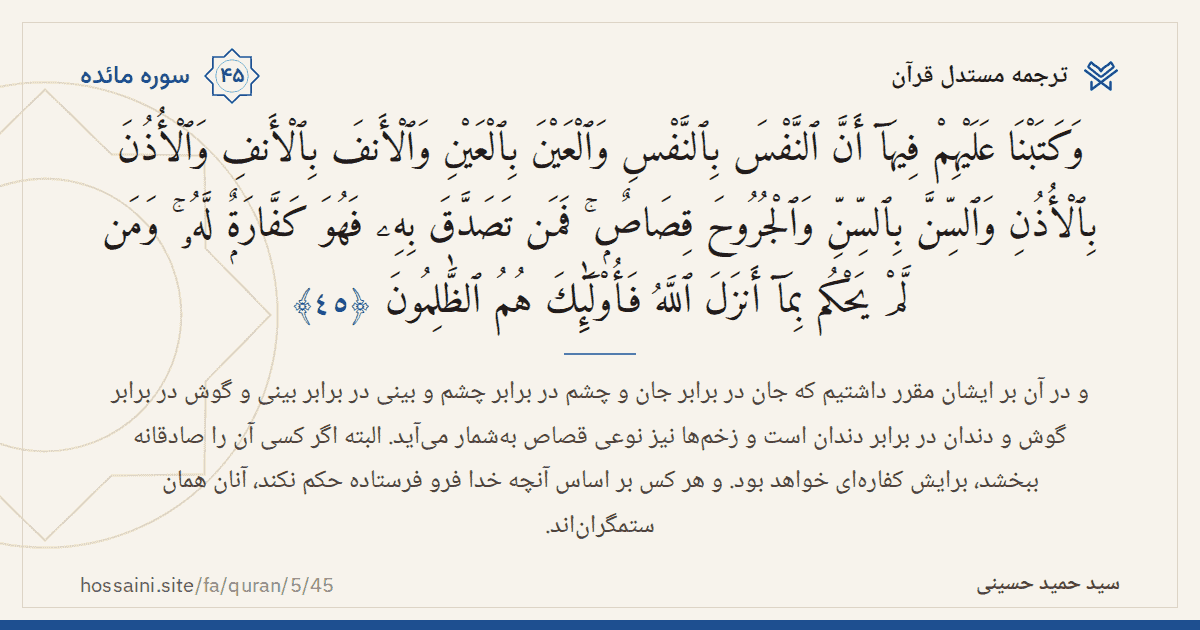 ترجمه مستدل قرآن
۴۵ سوره مائده
وَكَتَبْنَا عَلَيْهِمْ فِيهَآ أَنَّ ٱلنَّفْسَ بِٱلنَّفْسِ وَٱلْعَيْنَ بِٱلْعَيْنِ وَٱلْأَنفَ بِٱلْأَنفِ وَٱلْأُذُنَ
بِٱلْأُذُنِ وَٱلسِّنَّ بِٱلسِّنِّ وَٱلْجُرُوحَ قِصَاصٌۭ ۚ فَمَن تَصَدَّقَ بِهِۦ فَهُوَ كَفَّارَةٌۭ لَّهُۥ ۚ وَمَن
لَّمْ يَحْكُم بِمَآ أَنزَلَ ٱللَّهُ فَأُو۟لَـٰٓئِكَ هُمُ ٱلظَّـٰلِمُونَ ﴿٤٥﴾
و در آن بر ایشان مقرر داشتیم که جان در برابر جان و چشم در برابر چشم و بینی در برابر بینی و گوش در برابر
گوش و دندان در برابر دندان است و زخم‌ها نیز نوعی قصاص به‌شمار می‌آید. البته اگر کسی آن را صادقانه
ببخشد، برایش کفاره‌ای خواهد بود. و هر کس بر اساس آنچه خدا فرو فرستاده حکم نکند، آنان همان
ستمگران‌اند.
سید حمید حسینی
hossaini.site/fa/quran/5/45